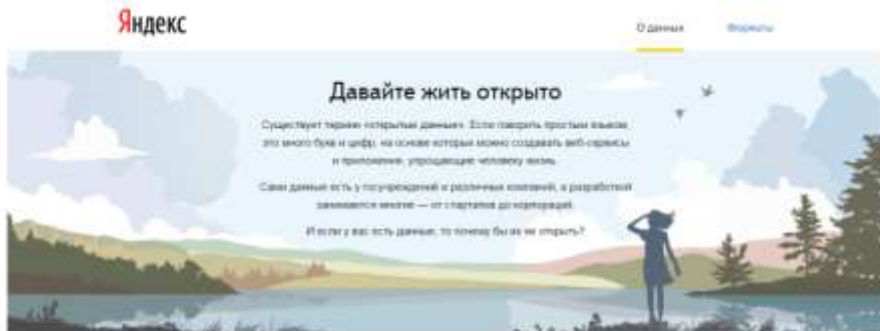 Яндекс
О данных
Форматы
Давайте жить открыто
Существует термин «открытые данные». Если говорить простым языком,
это много букв и цифр, на основе которых можно создавать веб-сервисы
и приложения, упрощающие человеку жизнь.
Сами данные есть у госучреждений и различных компаний, а разработкой
занимаются многие — от стартапов до корпораций.
И если у вас есть данные, то почему бы их не открыть?